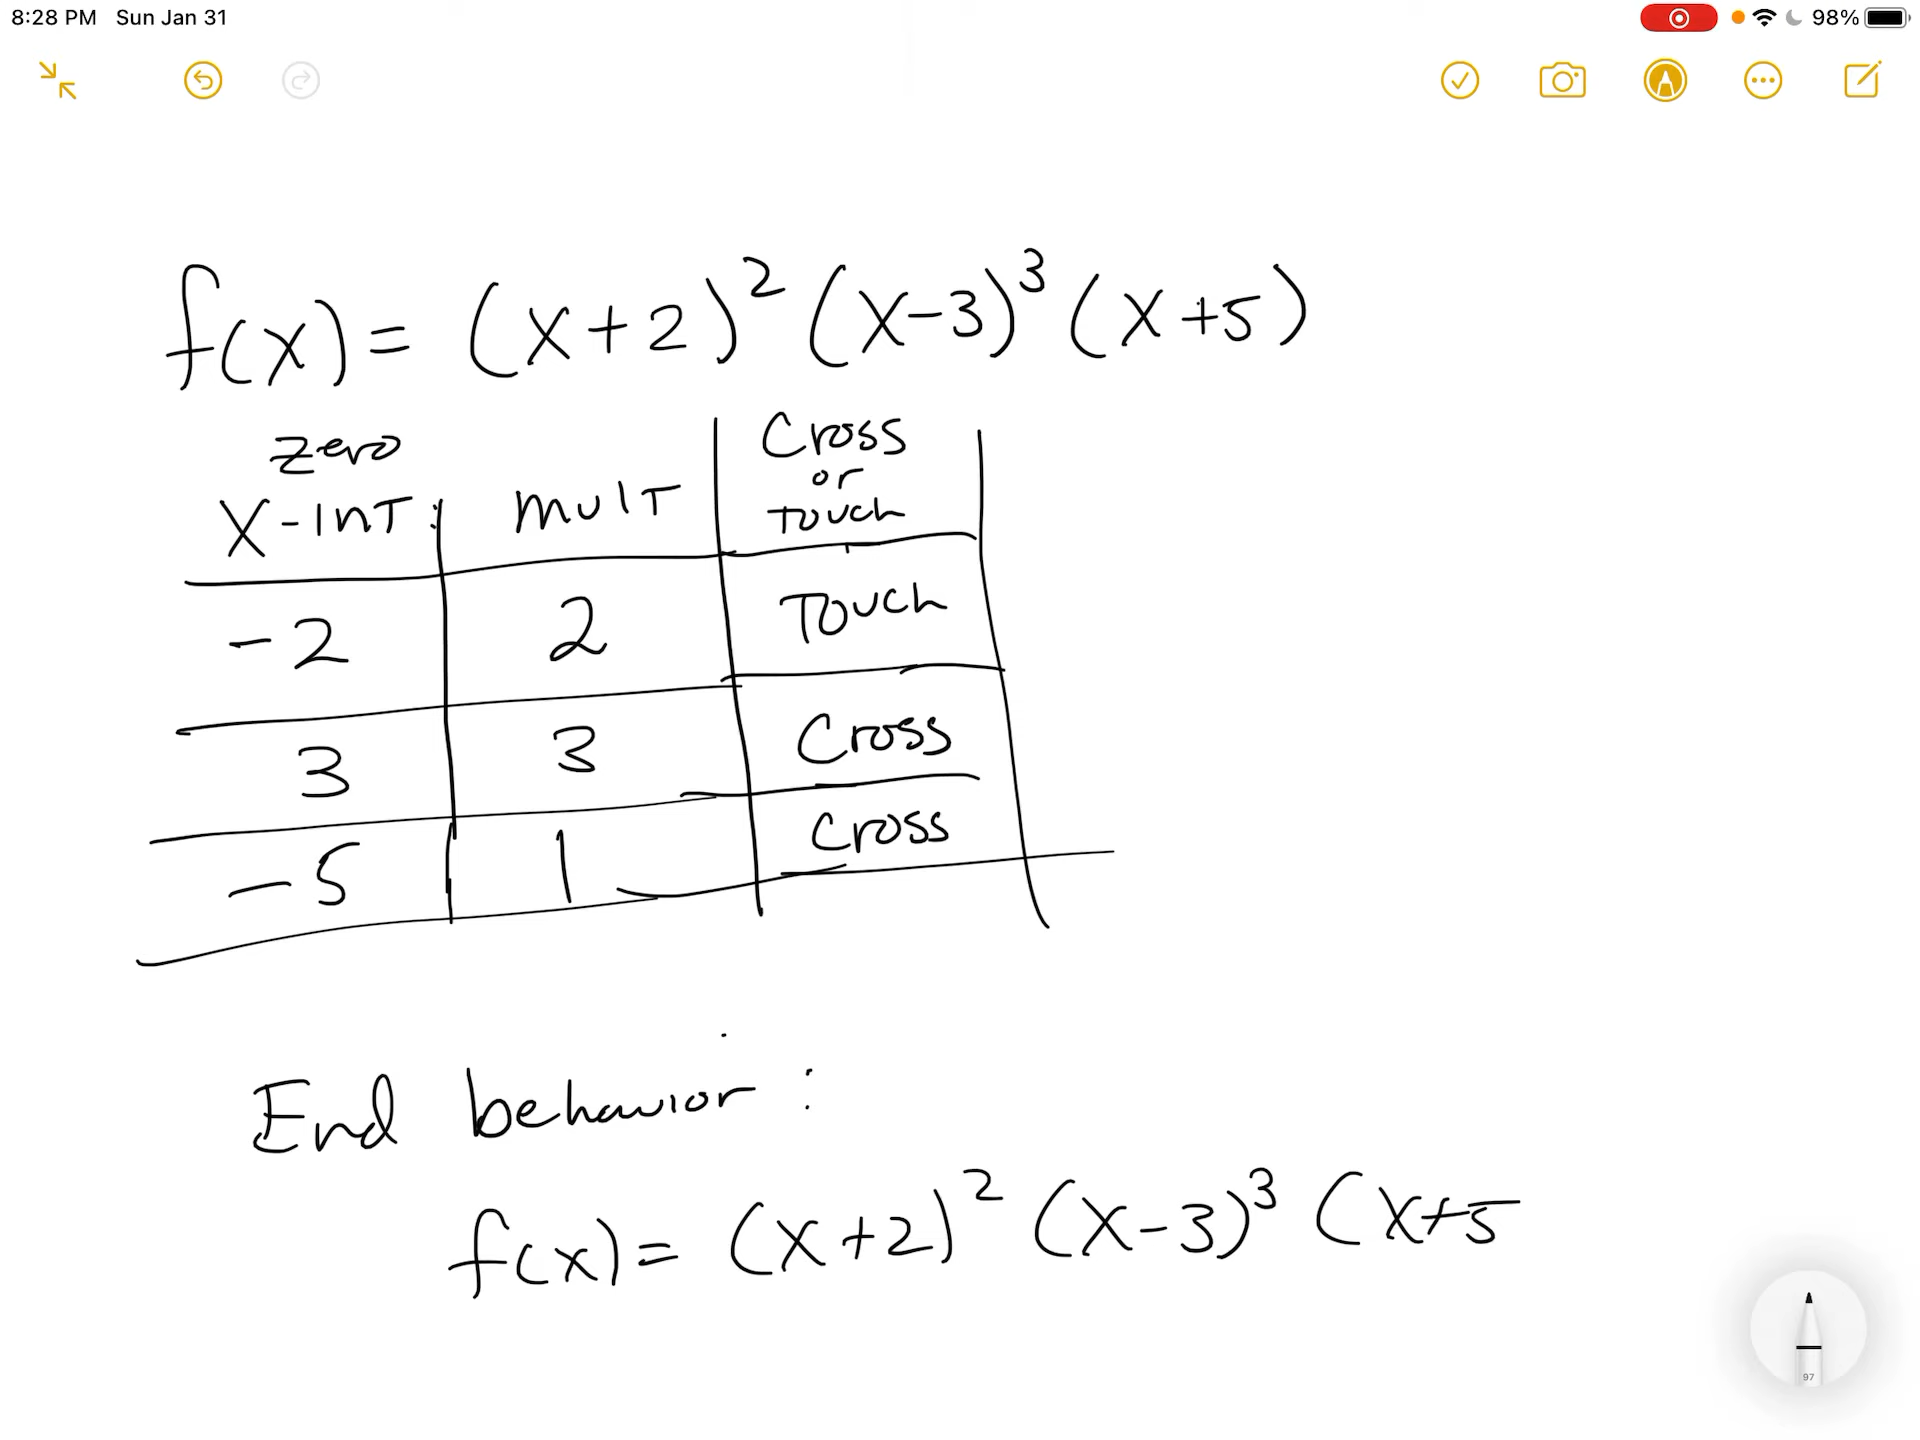 8:28 PM Sun Jan 31 98%
f(x) = (x+2)² (x-3)³ (x+5)
zero
x-int: mult Cross or touch
-2 2 Touch
3 3 Cross
-5 1 Cross
End behavior:
f(x) = (x+2)² (x-3)³ (x+5
97